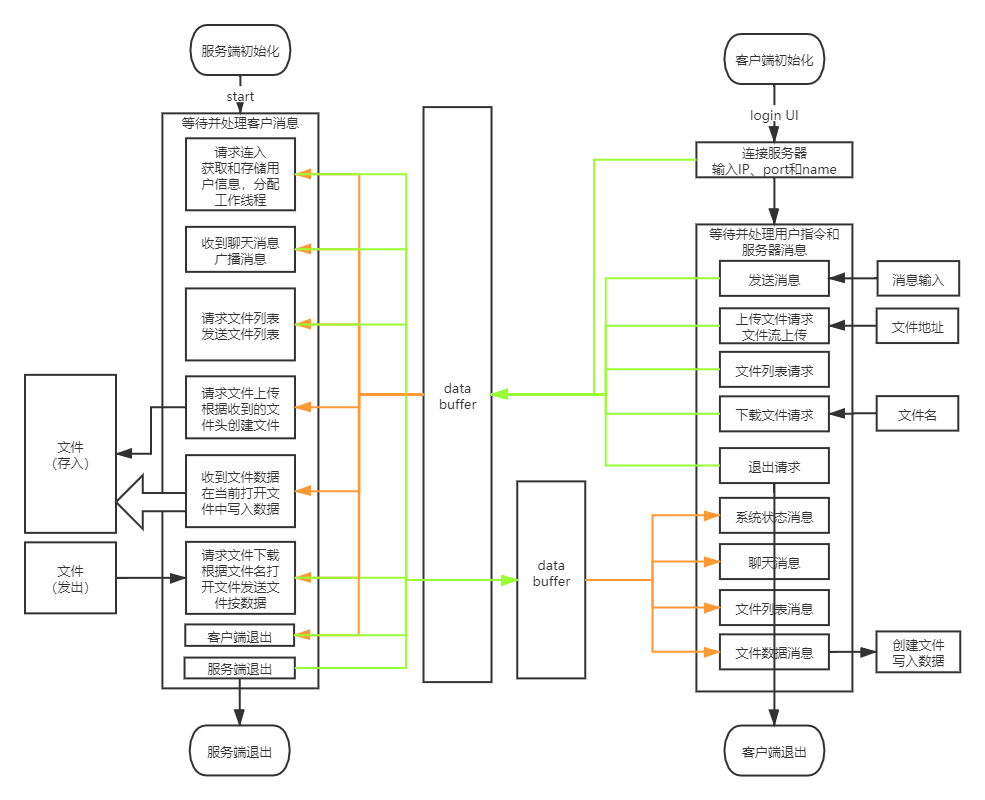 服务端初始化
start
等待并处理客户消息
请求连入
获取和存储用
户信息，分配
工作线程
收到聊天消息
广播消息
请求文件列表
发送文件列表
请求文件上传
根据收到的文
件头创建文件
收到文件数据
在当前打开文
件中写入数据
请求文件下载
根据文件名打
开文件发送文
件按数据
客户端退出
服务端退出
服务端退出
文件
（存入）
文件
（发出）
data
buffer
data
buffer
客户端初始化
login UI
连接服务器
输入IP、port和name
等待并处理用户指令和
服务器消息
发送消息
消息输入
上传文件请求
文件流上传
文件地址
文件列表请求
下载文件请求
文件名
退出请求
系统状态消息
聊天消息
文件列表消息
文件数据消息
创建文件
写入数据
客户端退出